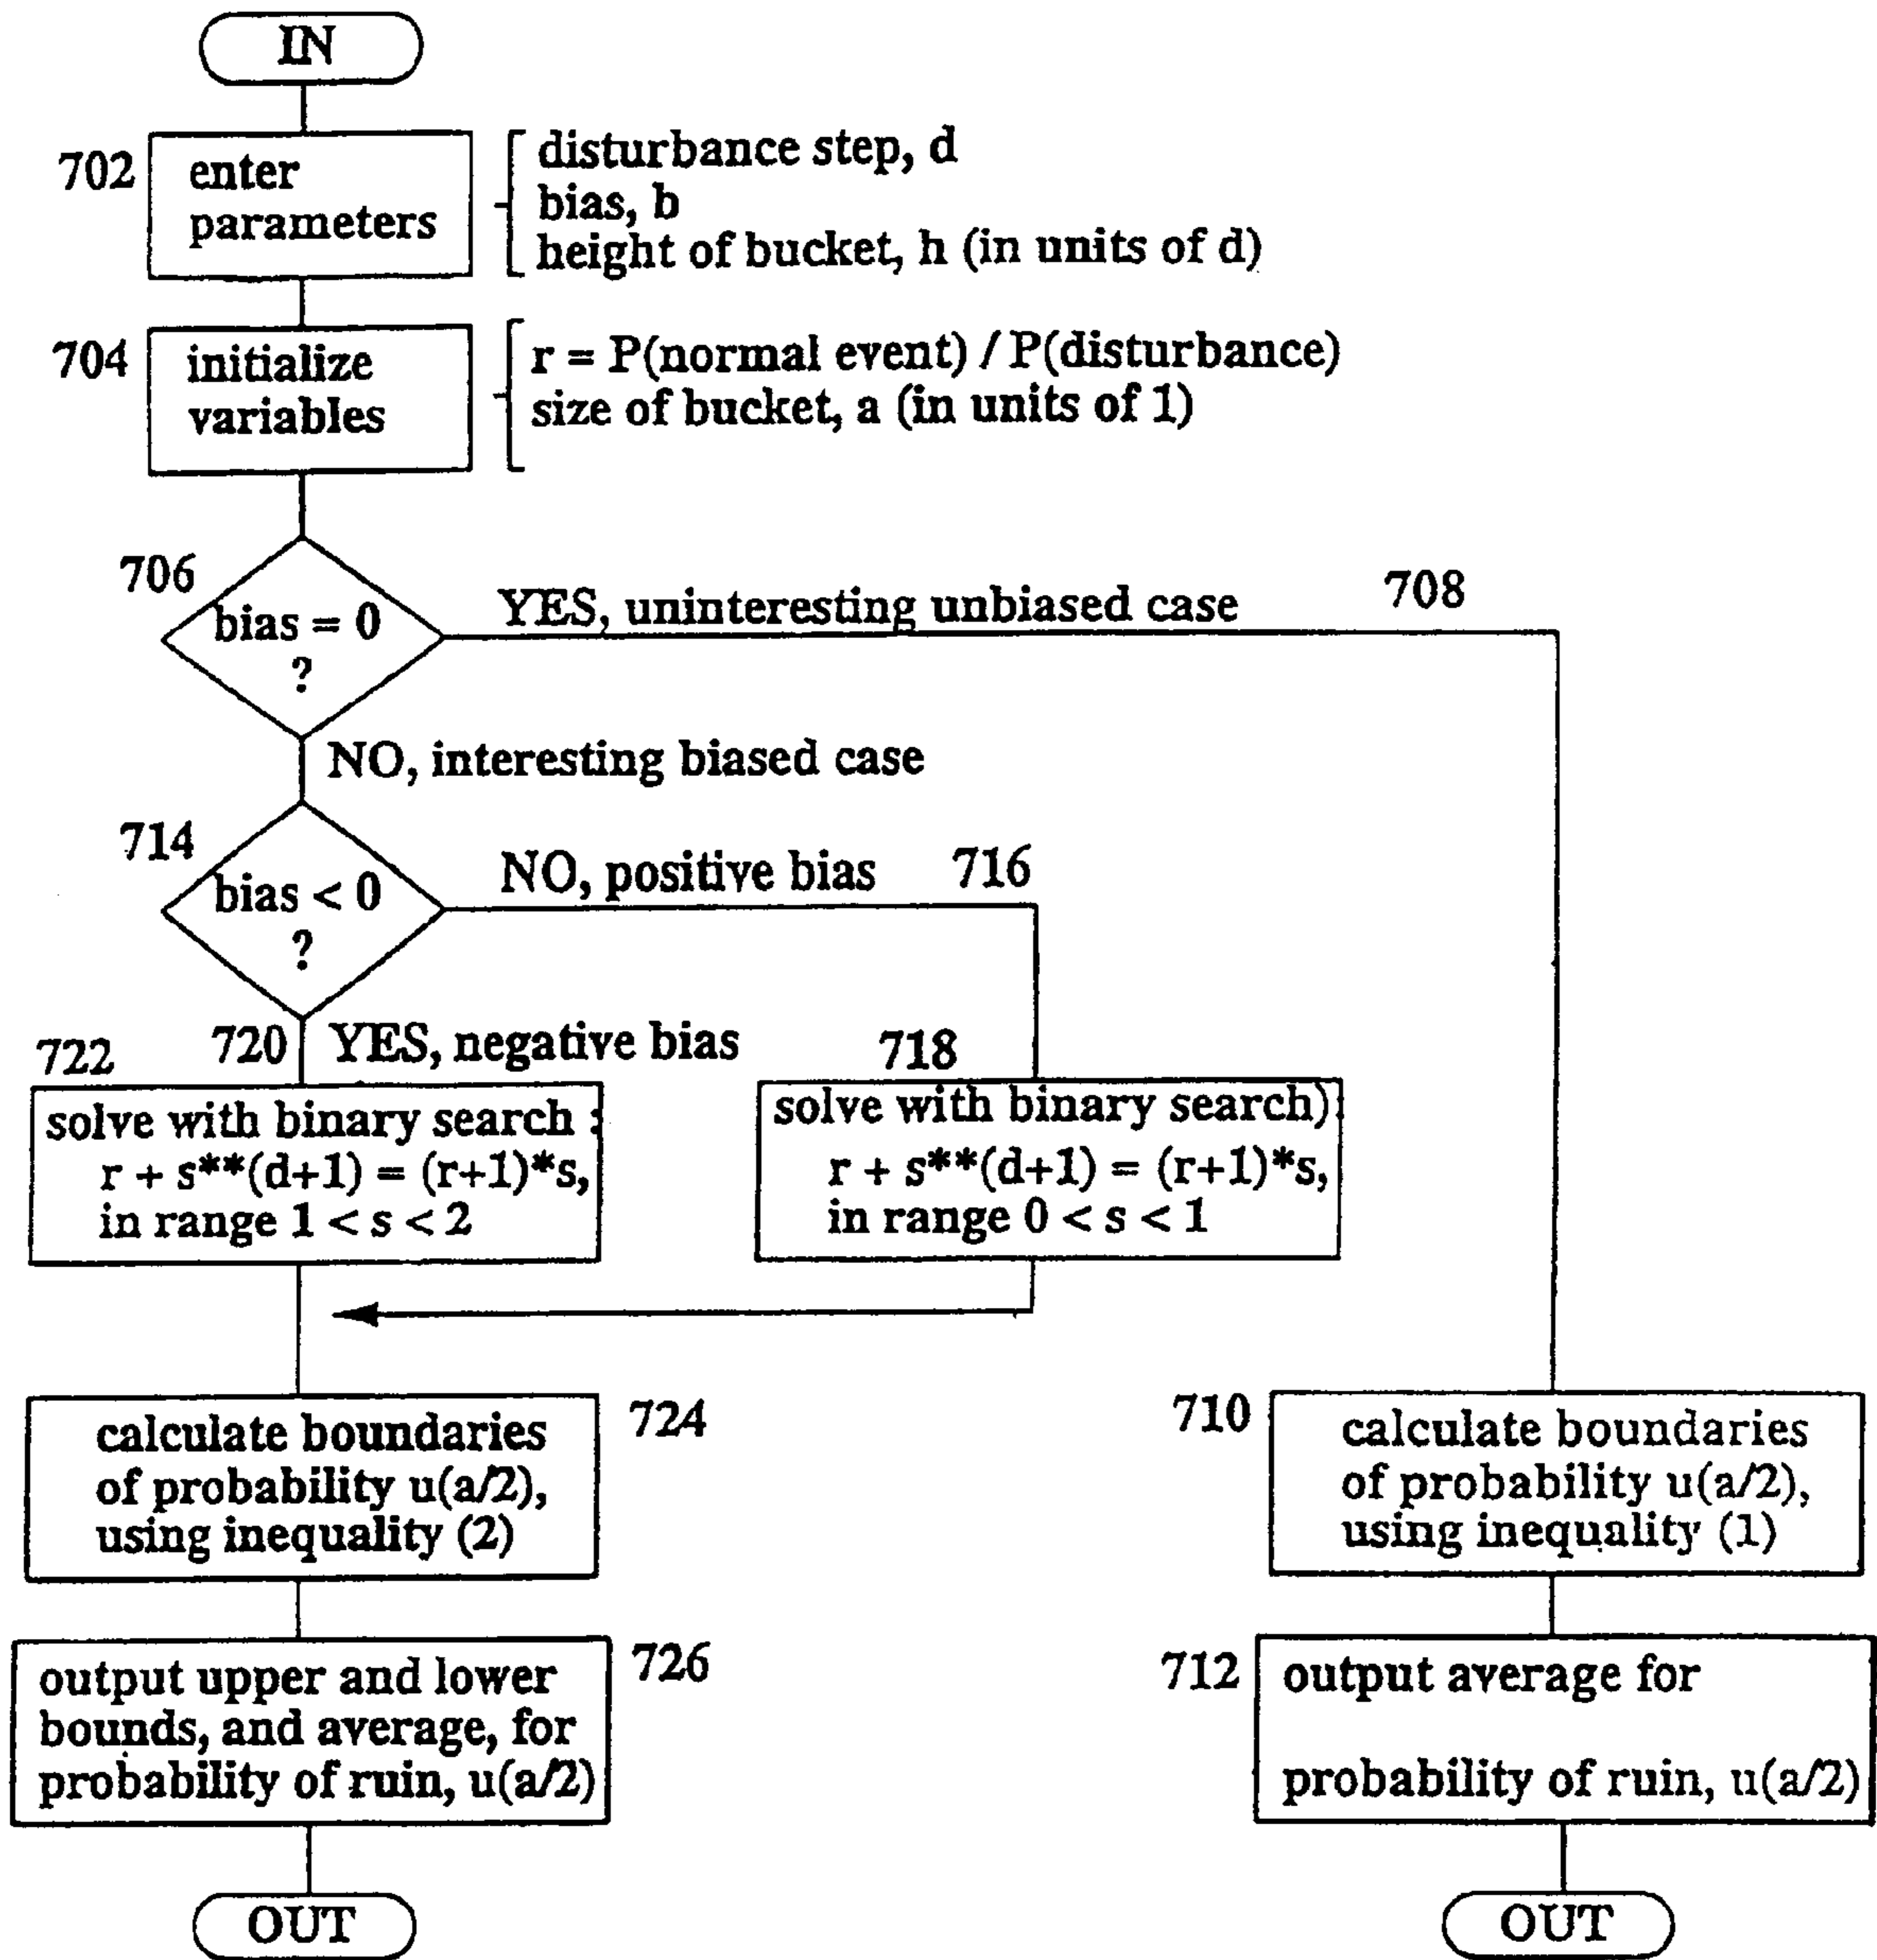 IN
702
enter
parameters
disturbance step, d
bias, b
height of bucket, h (in units of d)
704
initialize
variables
r = P(normal event) / P(disturbance)
size of bucket, a (in units of 1)
706
bias = 0
?
YES, uninteresting unbiased case
708
NO, interesting biased case
714
bias < 0
?
NO, positive bias
716
720
YES, negative bias
722
solve with binary search :
r + s**(d+1) = (r+1)*s,
in range 1 < s < 2
718
solve with binary search)
r + s**(d+1) = (r+1)*s,
in range 0 < s < 1
724
calculate boundaries
of probability u(a/2),
using inequality (2)
710
calculate boundaries
of probability u(a/2),
using inequality (1)
726
output upper and lower
bounds, and average, for
probability of ruin, u(a/2)
712
output average for
probability of ruin, u(a/2)
OUT
OUT